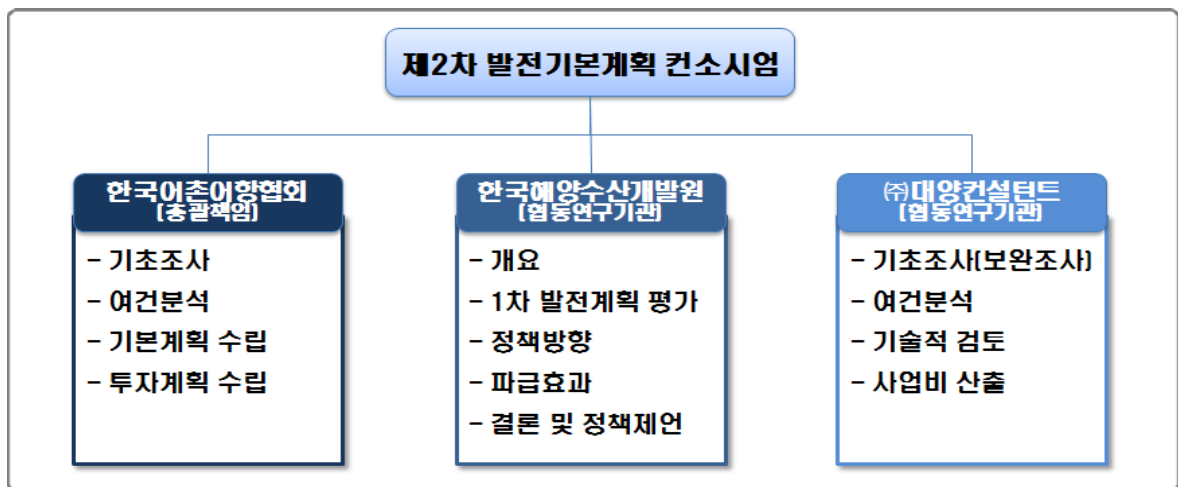 제2차 발전기본계획 컨소시엄
한국어촌어항협회
[총괄책임]
- 기초조사
- 여건분석
- 기본계획 수립
- 투자계획 수립
한국해양수산개발원
[협동연구기관]
- 개요
- 1차 발전계획 평가
- 정책방향
- 파급효과
- 결론 및 정책제언
㈜대양컨설턴트
[협동연구기관]
- 기초조사[보완조사]
- 여건분석
- 기술적 검토
- 사업비 산출